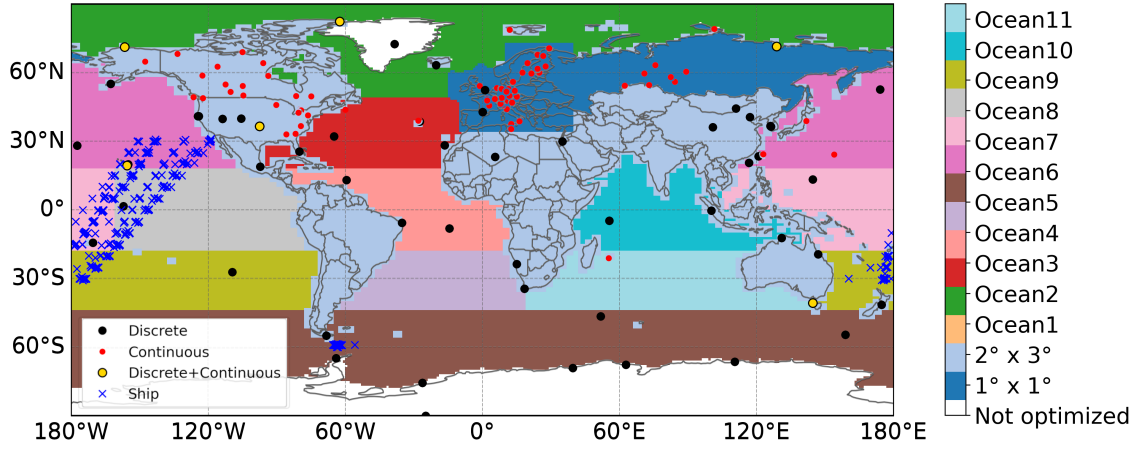 60°N
30°N
0°
30°S
60°S
180°W
120°W
60°W
0°
60°E
120°E
180°E
Discrete
Continuous
Discrete+Continuous
Ship
Ocean11
Ocean10
Ocean9
Ocean8
Ocean7
Ocean6
Ocean5
Ocean4
Ocean3
Ocean2
Ocean1
2° x 3°
1° x 1°
Not optimized